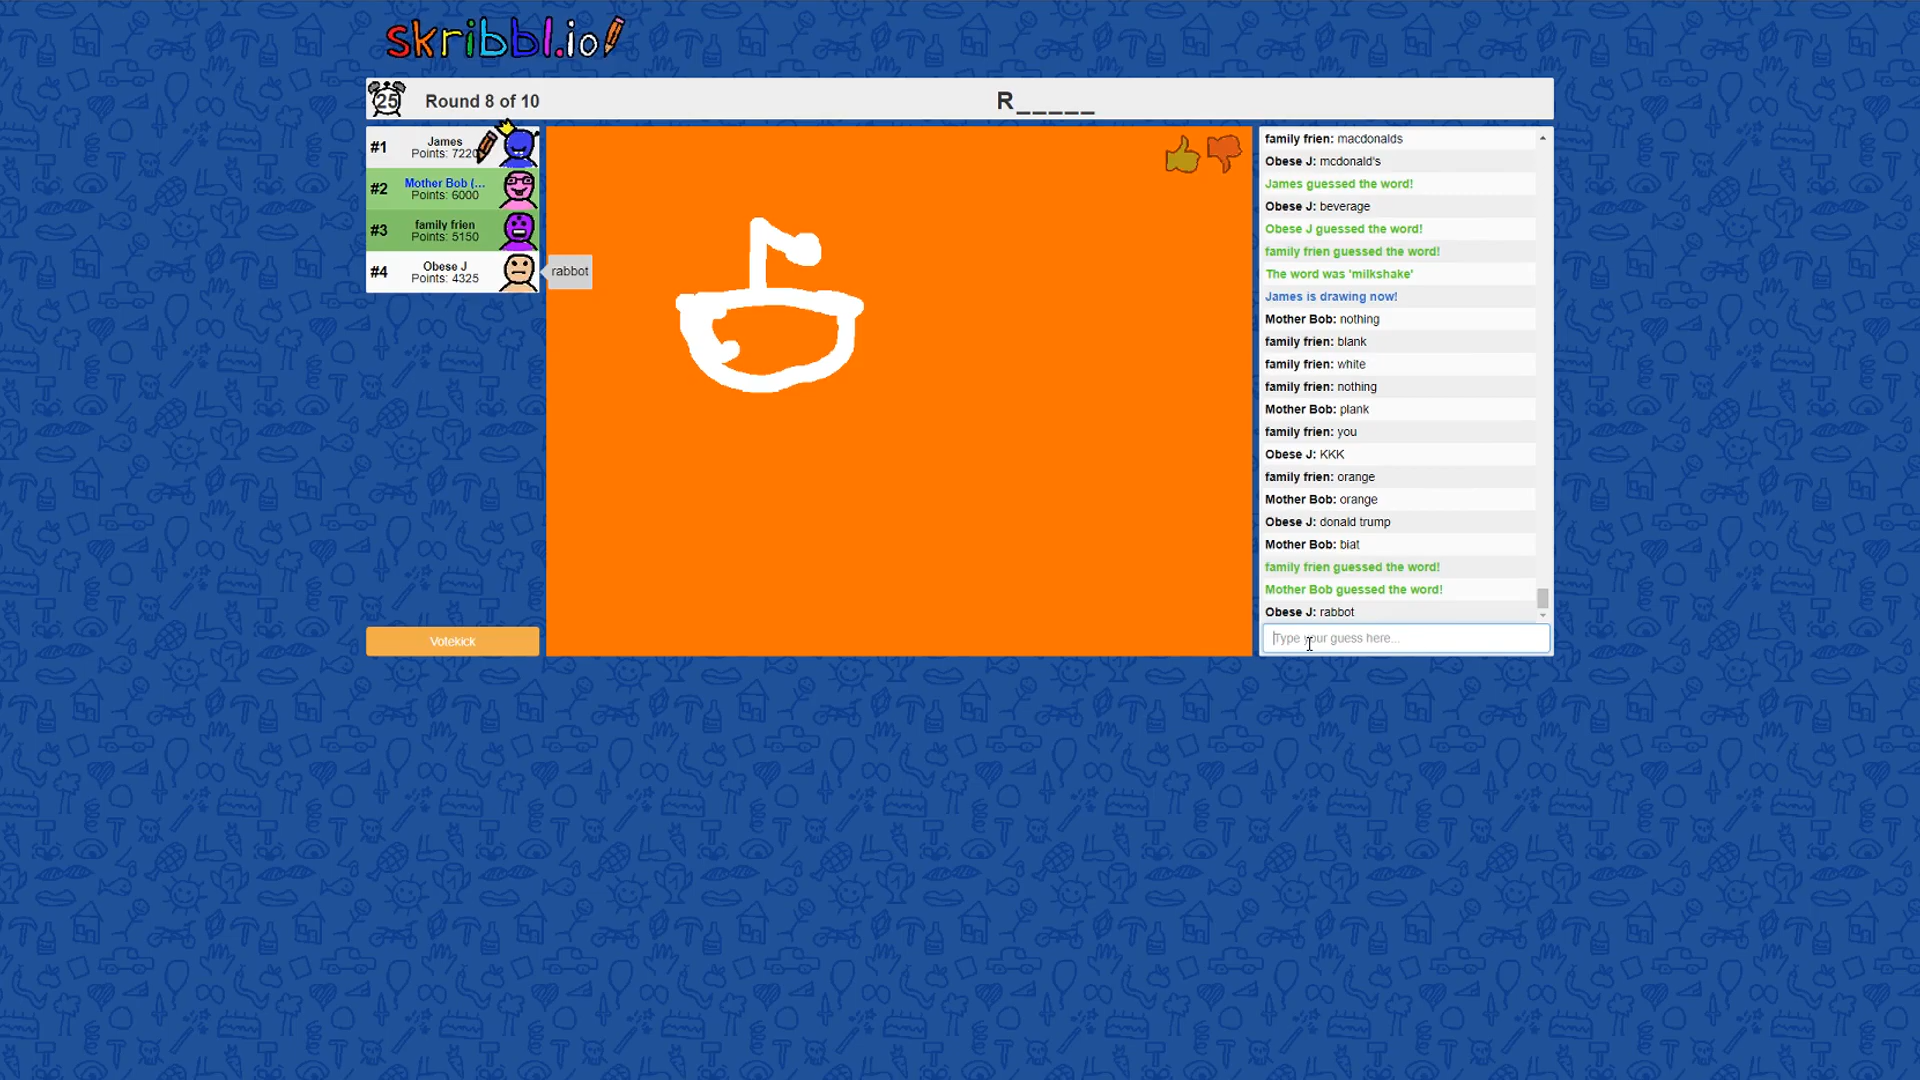 skribbl.io
25
Round 8 of 10
R_____
#1
James
Points: 7220
#2
Mother Bob (...
Points: 6000
#3
family frien
Points: 5150
#4
Obese J
Points: 4325
rabbot
Votekick
family frien: macdonalds
Obese J: mcdonald's
James guessed the word!
Obese J: beverage
Obese J guessed the word!
family frien guessed the word!
The word was 'milkshake'
James is drawing now!
Mother Bob: nothing
family frien: blank
family frien: white
family frien: nothing
Mother Bob: plank
family frien: you
Obese J: KKK
family frien: orange
Mother Bob: orange
Obese J: donald trump
Mother Bob: biat
family frien guessed the word!
Mother Bob guessed the word!
Obese J: rabbot
Type your guess here...